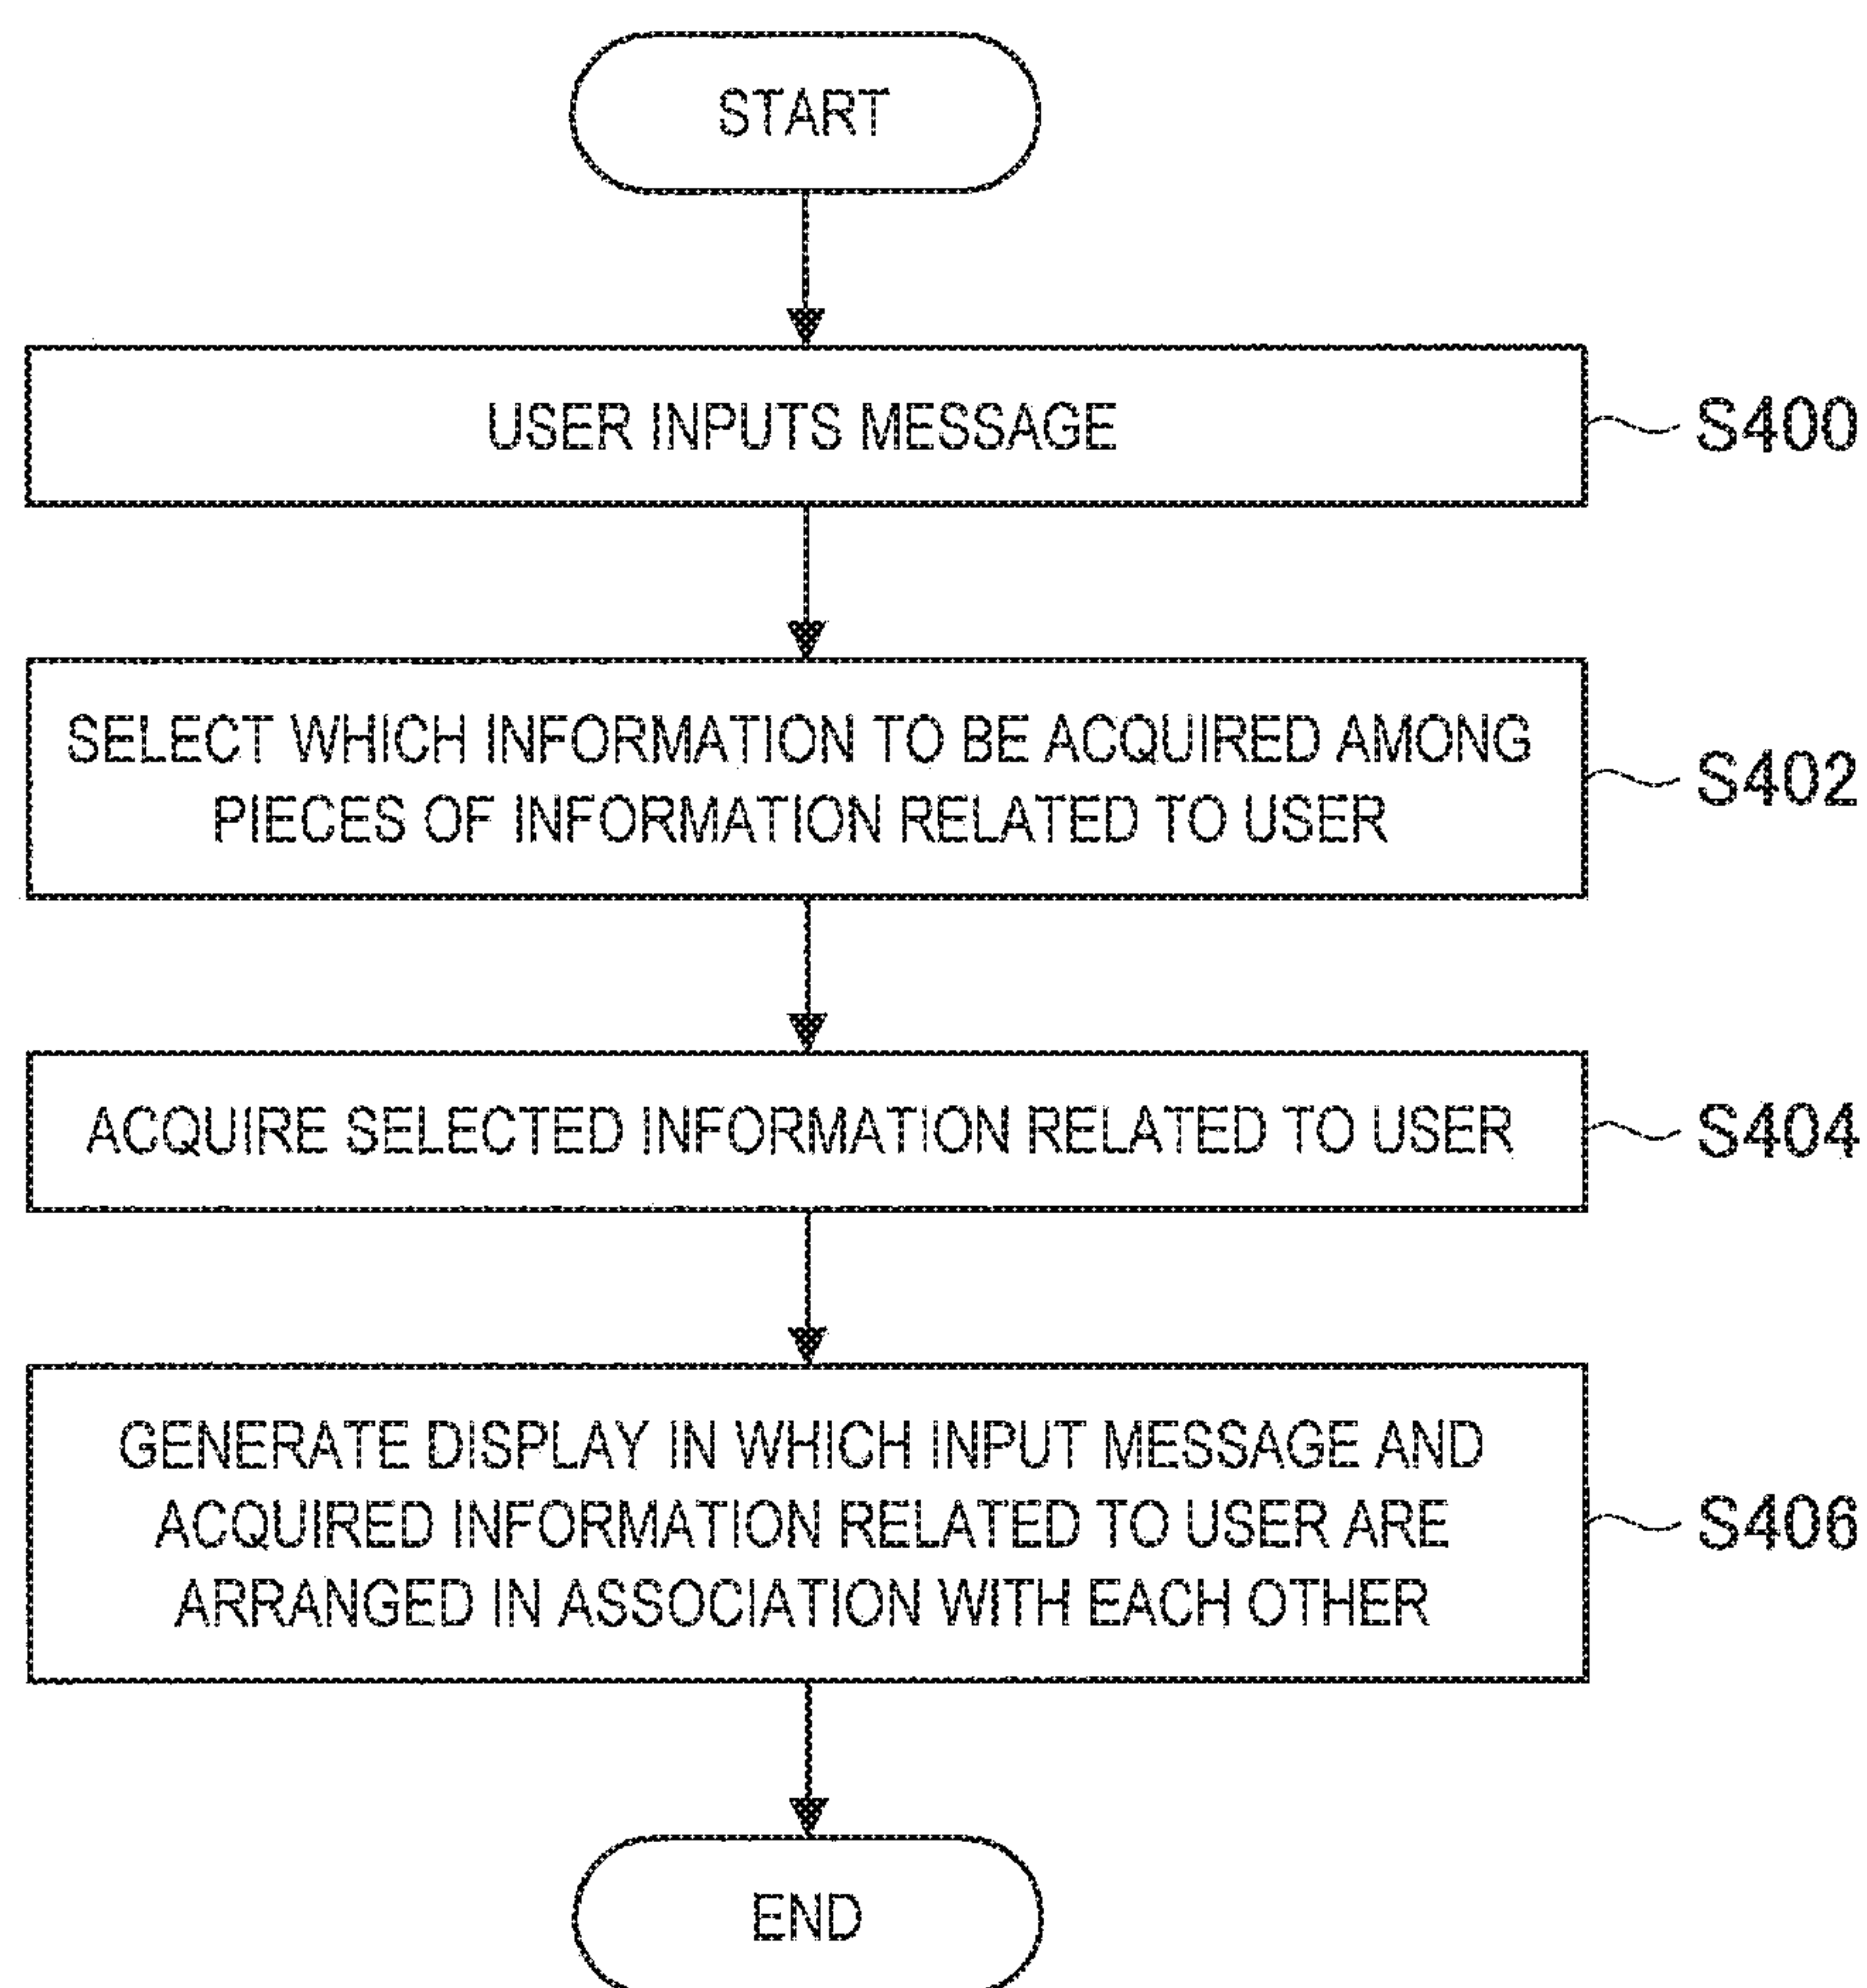 START
USER INPUTS MESSAGE
S400
SELECT WHICH INFORMATION TO BE ACQUIRED AMONG
PIECES OF INFORMATION RELATED TO USER
S402
ACQUIRE SELECTED INFORMATION RELATED TO USER
S404
GENERATE DISPLAY IN WHICH INPUT MESSAGE AND
ACQUIRED INFORMATION RELATED TO USER ARE
ARRANGED IN ASSOCIATION WITH EACH OTHER
S406
END